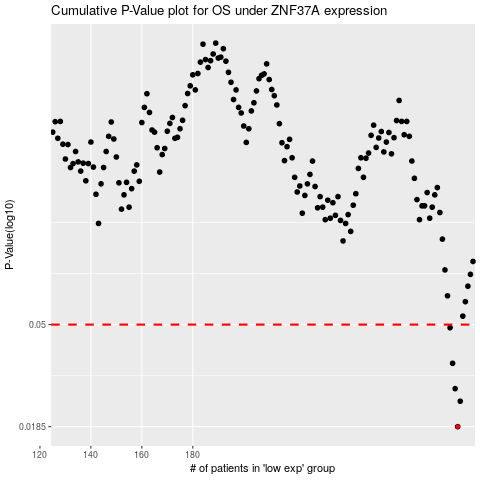 Cumulative P-Value plot for OS under ZNF37A expression
P-Value(log10)
0.05
0.0185
120 140 160 180
# of patients in 'low exp' group